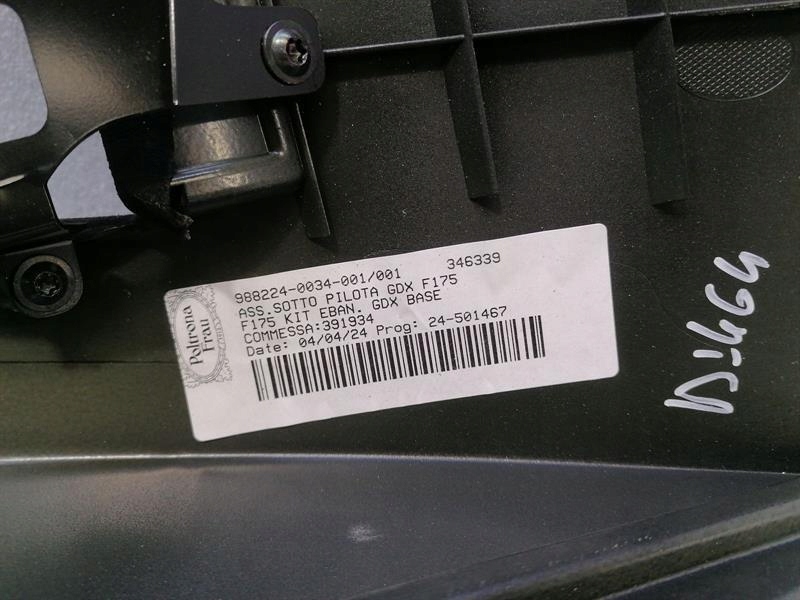 988224-0034-001/001 346339
ASS.SOTTO PILOTA GDX F175
F175 KIT EBAN. GDX BASE
COMMESSA:391934
Date: 04/04/24 Prog: 24-501467
Poltrona
Frau
D-464